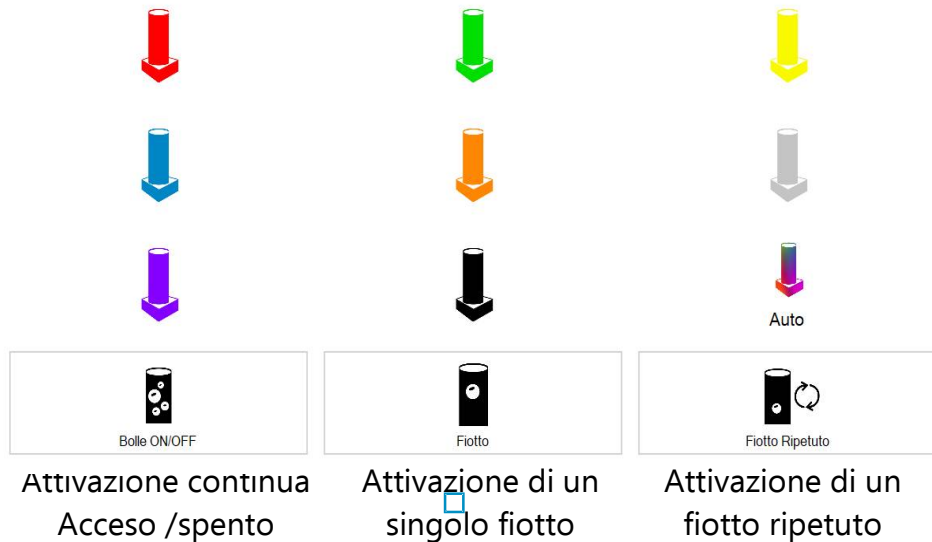 Auto
Bolle ON/OFF
Fiotto
Fiotto Ripetuto
Attivazione continua
Acceso /spento
Attivazione di un
singolo fiotto
Attivazione di un
fiotto ripetuto